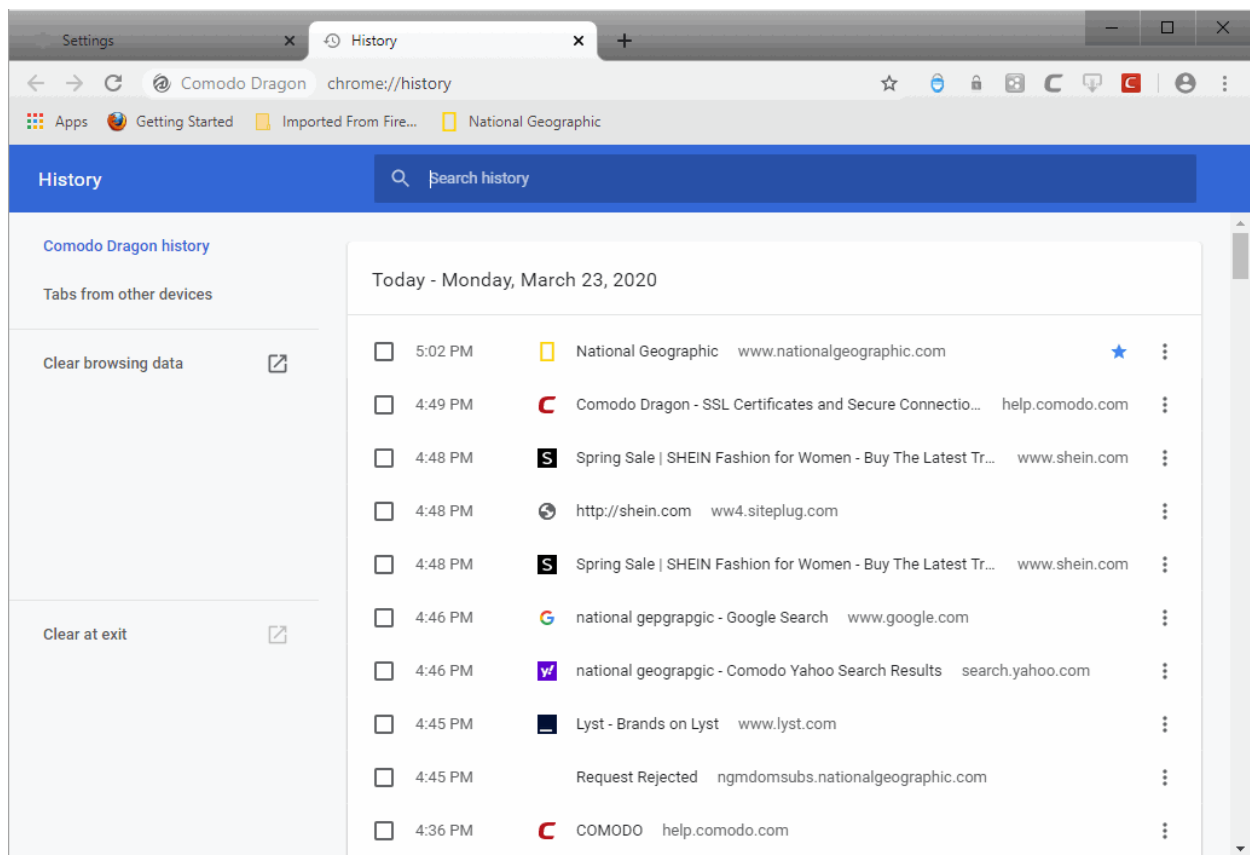 Settings History
Comodo Dragon chrome://history
Apps Getting Started Imported From Fire... National Geographic
History Search history
Comodo Dragon history
Tabs from other devices
Clear browsing data
Clear at exit
Today - Monday, March 23, 2020
5:02 PM National Geographic www.nationalgeographic.com
4:49 PM Comodo Dragon - SSL Certificates and Secure Connectio... help.comodo.com
4:48 PM Spring Sale | SHEIN Fashion for Women - Buy The Latest Tr... www.shein.com
4:48 PM http://shein.com ww4.siteplug.com
4:48 PM Spring Sale | SHEIN Fashion for Women - Buy The Latest Tr... www.shein.com
4:46 PM national gepgrapgic - Google Search www.google.com
4:46 PM national geograpgic - Comodo Yahoo Search Results search.yahoo.com
4:45 PM Lyst - Brands on Lyst www.lyst.com
4:45 PM Request Rejected ngmdomsubs.nationalgeographic.com
4:36 PM COMODO help.comodo.com